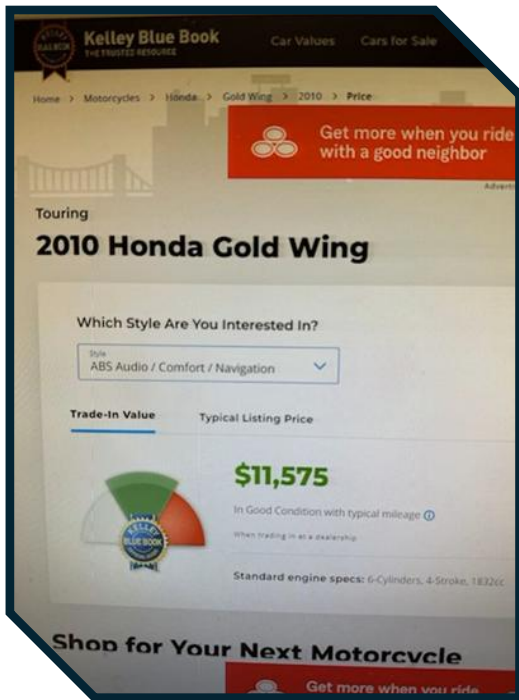 Kelley Blue Book
THE TRUSTED RESOURCE
Car Values Cars for Sale
Home > Motorcycles > Honda > Gold Wing > 2010 > Price
Get more when you ride
with a good neighbor
Touring
2010 Honda Gold Wing
Which Style Are You Interested In?
Style
ABS Audio / Comfort / Navigation
Trade-In Value Typical Listing Price
$11,575
KELLEY
BLUE BOOK
In Good Condition with typical mileage
When trading in at a dealership
Standard engine specs: 6-Cylinders, 4-Stroke, 1832cc
Shop for Your Next Motorcycle
Get more when you ride